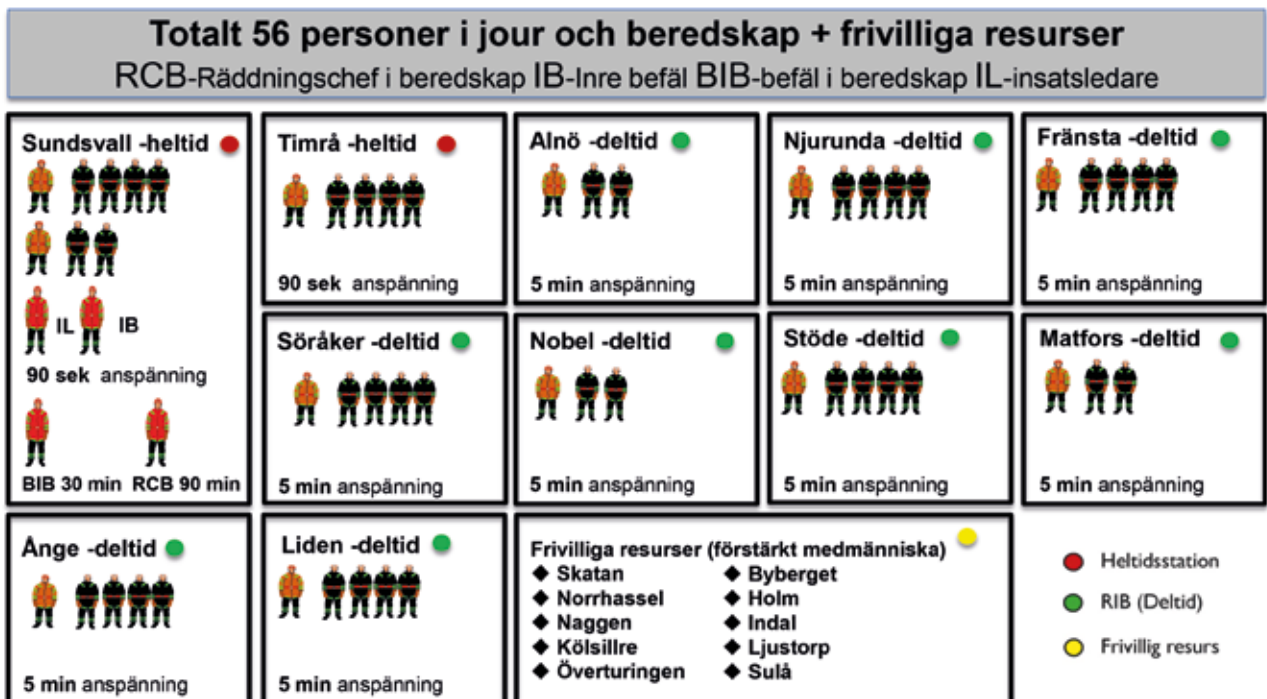 Totalt 56 personer i jour och beredskap + frivilliga resurser
RCB-Räddningschef i beredskap IB-Inre befäl BIB-befäl i beredskap IL-insatsledare
Sundsvall -heltid
IL IB
90 sek anspänning
BIB 30 min RCB 90 min
Timrå -heltid
90 sek anspänning
Alnö -deltid
5 min anspänning
Njurunda -deltid
5 min anspänning
Fränsta -deltid
5 min anspänning
Söråker -deltid
5 min anspänning
Nobel -deltid
5 min anspänning
Stöde -deltid
5 min anspänning
Matfors -deltid
5 min anspänning
Ånge -deltid
5 min anspänning
Liden -deltid
5 min anspänning
Frivilliga resurser (förstärkt medmänniska)
◆ Skatan
◆ Norrhassel
◆ Naggen
◆ Kölsillre
◆ Överturingen
◆ Byberget
◆ Holm
◆ Indal
◆ Ljustorp
◆ Sulå
Heltidsstation
RIB (Deltid)
Frivillig resurs